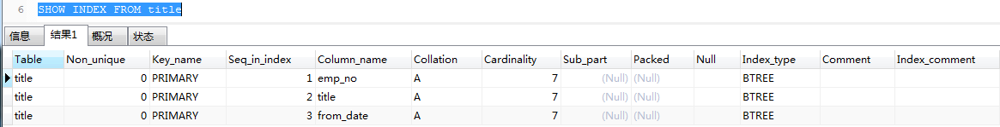 6 SHOW INDEX FROM title
信息 结果1 概况 状态
Table Non_unique Key_name Seq_in_index Column_name Collation Cardinality Sub_part Packed Null Index_type Comment Index_comment
title 0 PRIMARY 1 emp_no A 7 (Null) (Null) BTREE
title 0 PRIMARY 2 title A 7 (Null) (Null) BTREE
title 0 PRIMARY 3 from_date A 7 (Null) (Null) BTREE